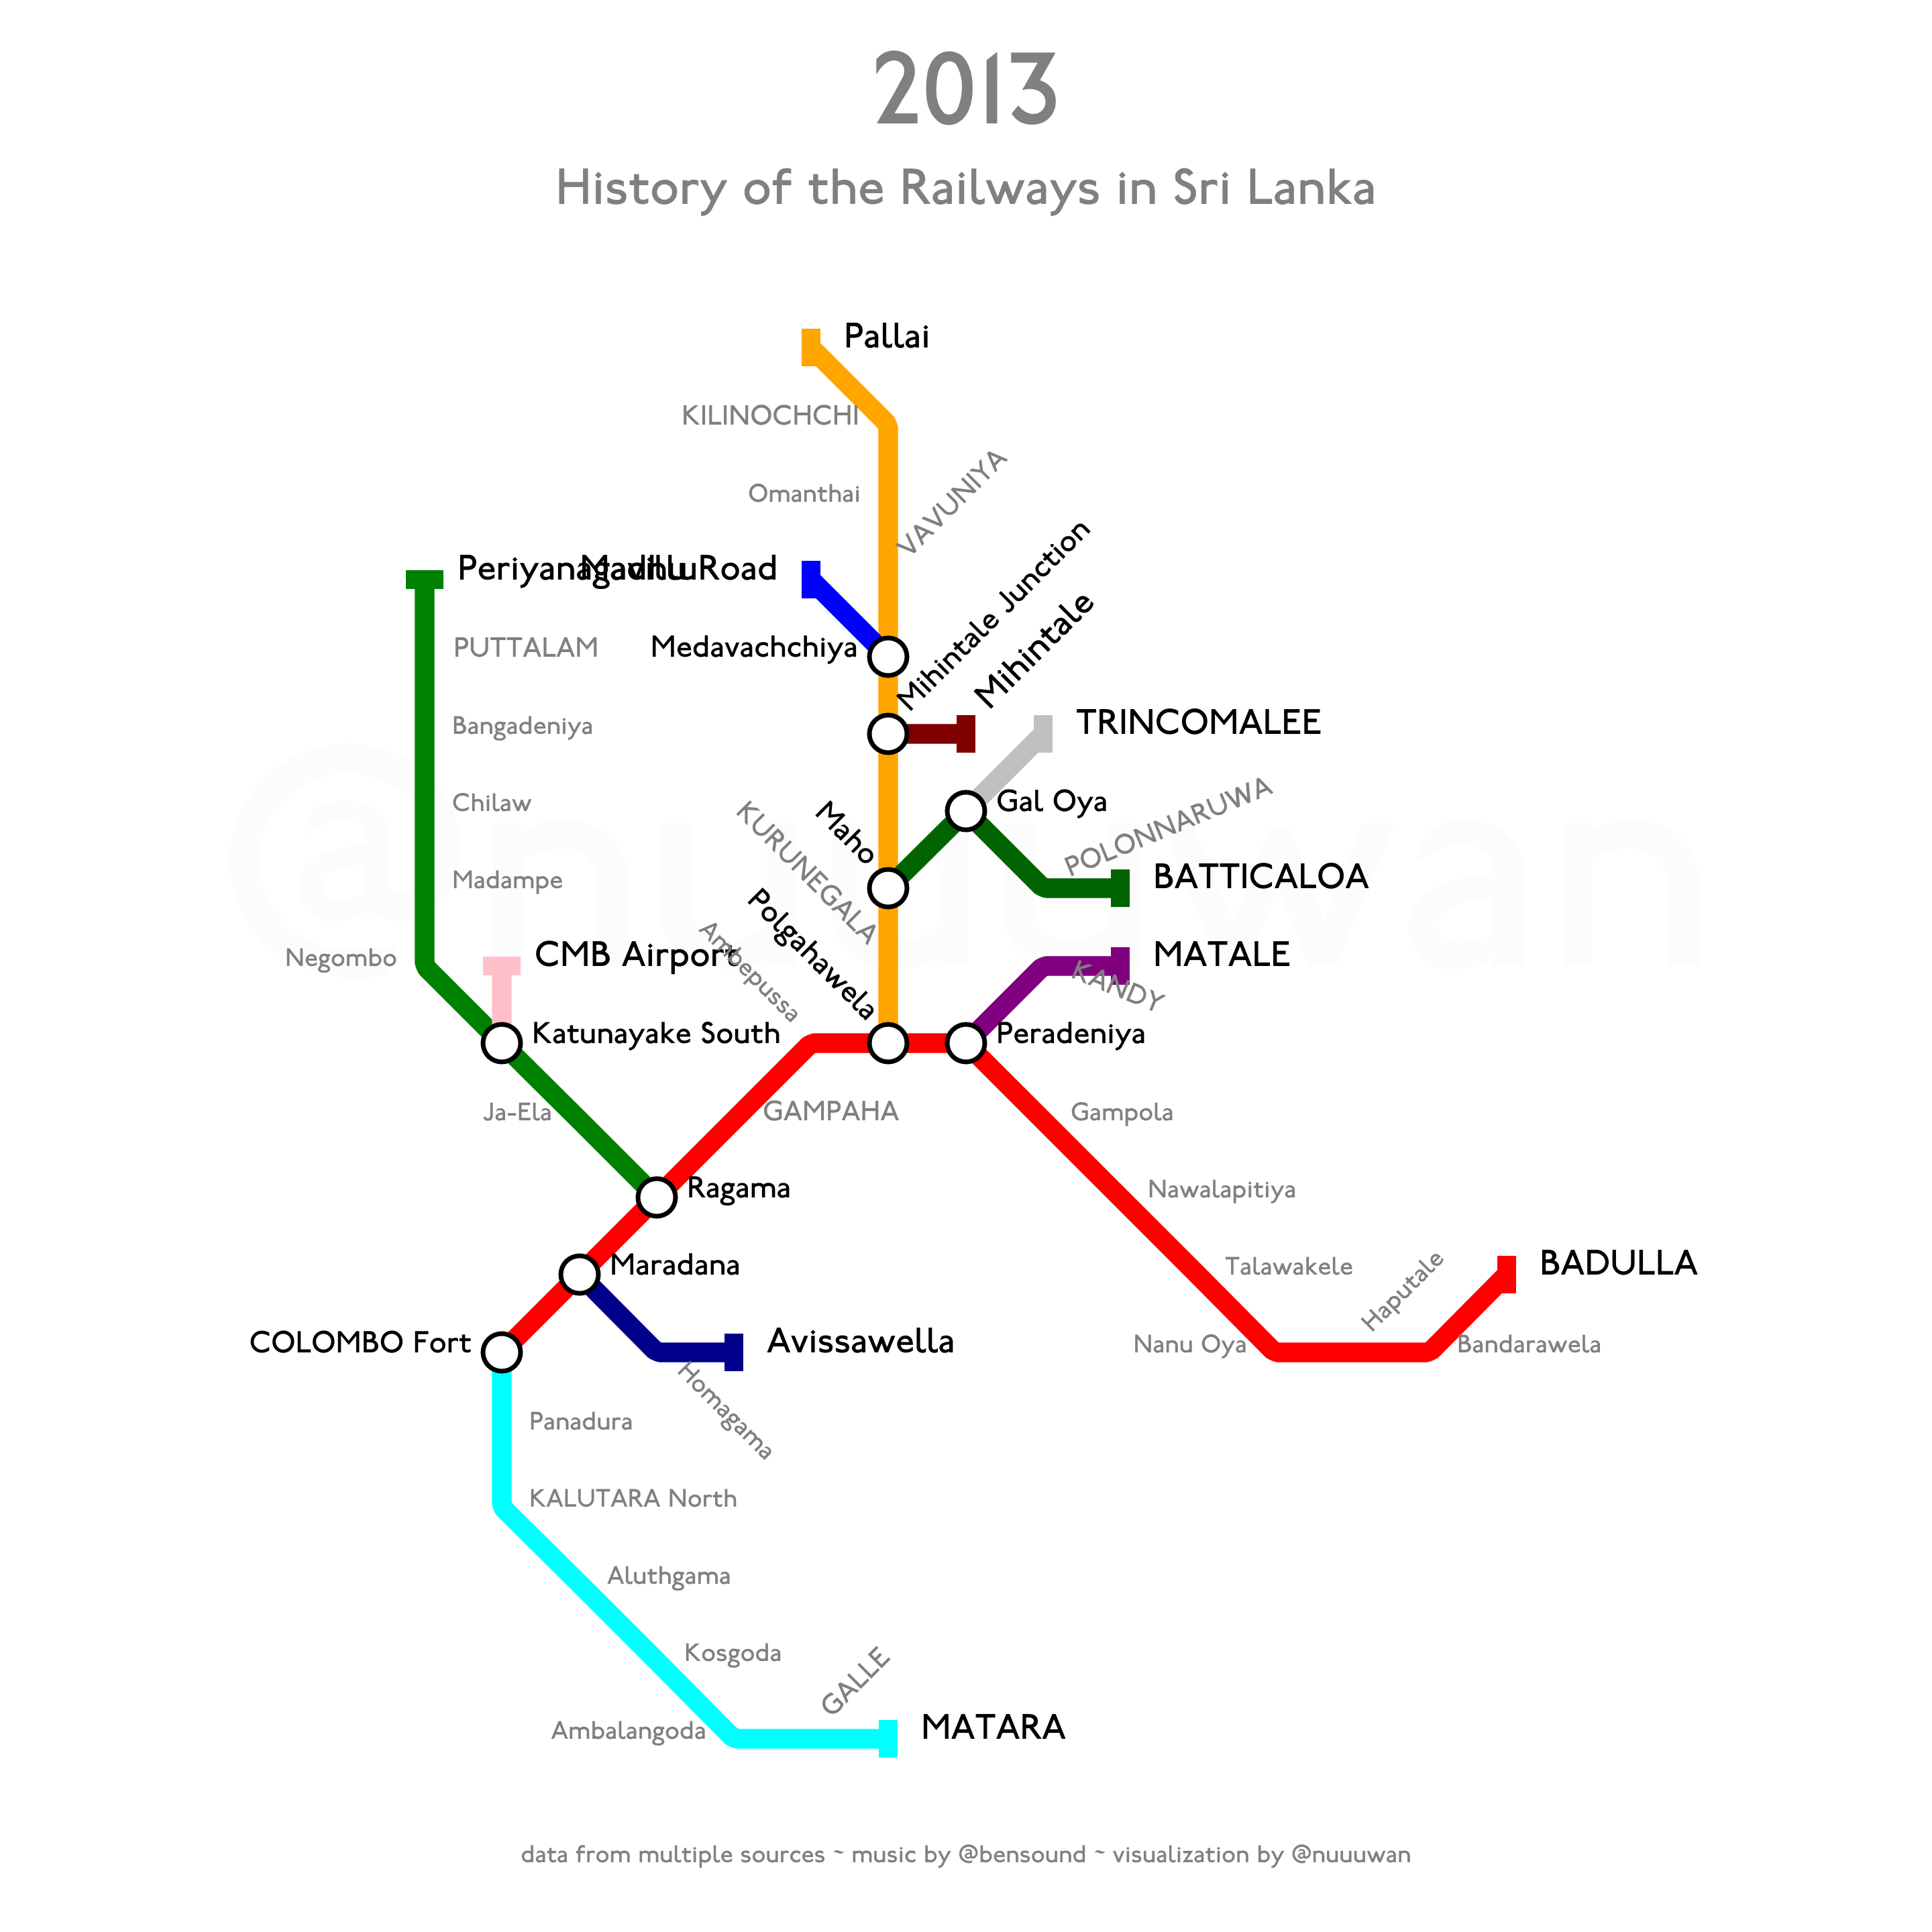 2013
History of the Railways in Sri Lanka
Pallai
KILINOCHCHI
Omanthai
VAVUNIYA
Periyanagavillu
Madhu Road
PUTTALAM
Medavachchiya
Mihintale Junction
Mihintale
Bangadeniya
TRINCOMALEE
Chilaw
Maho
Gal Oya
KURUNEGALA
POLONNARUWA
Madampe
BATTICALOA
Negombo
CMB Airport
Ambepussa
Polgahawela
MATALE
KANDY
Katunayake South
Peradeniya
Ja-Ela
GAMPAHA
Gampola
Ragama
Nawalapitiya
Maradana
Talawakele
Haputale
BADULLA
COLOMBO Fort
Avissawella
Nanu Oya
Bandarawela
Homagama
Panadura
KALUTARA North
Aluthgama
Kosgoda
GALLE
Ambalangoda
MATARA
@nuuuwan
data from multiple sources ~ music by @bensound ~ visualization by @nuuuwan